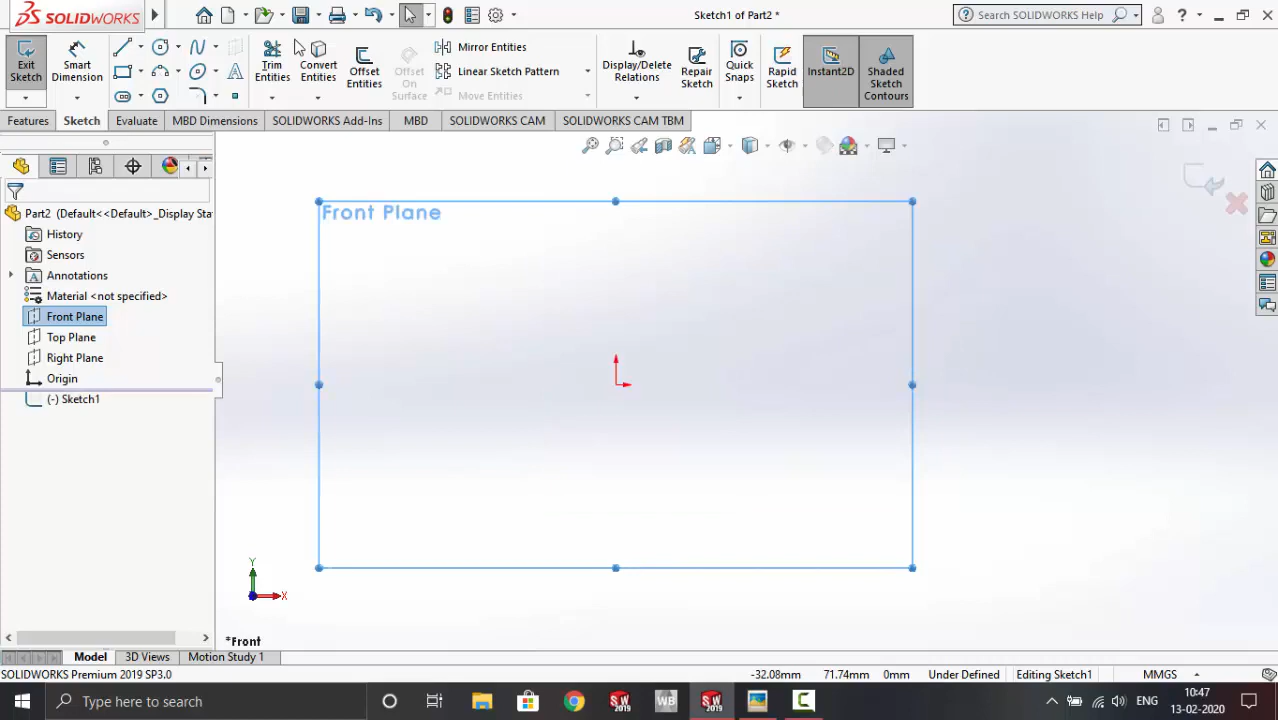 SOLIDWORKS
Sketch1 of Part2 *
Search SOLIDWORKS Help
Exit Sketch
Smart Dimension
Trim Entities
Convert Entities
Offset Entities
Offset On Surface
Mirror Entities
Linear Sketch Pattern
Move Entities
Display/Delete Relations
Repair Sketch
Quick Snaps
Rapid Sketch
Instant2D
Shaded Sketch Contours
Features
Sketch
Evaluate
MBD Dimensions
SOLIDWORKS Add-Ins
MBD
SOLIDWORKS CAM
SOLIDWORKS CAM TBM
Part2 (Default<<Default>_Display Sta
History
Sensors
Annotations
Material <not specified>
Front Plane
Top Plane
Right Plane
Origin
(-) Sketch1
Front Plane
Y
X
*Front
Model
3D Views
Motion Study 1
SOLIDWORKS Premium 2019 SP3.0
-32.08mm
71.74mm
0mm
Under Defined
Editing Sketch1
MMGS
Type here to search
SW 2019
WB
SW 2019
ENG
10:47
13-02-2020